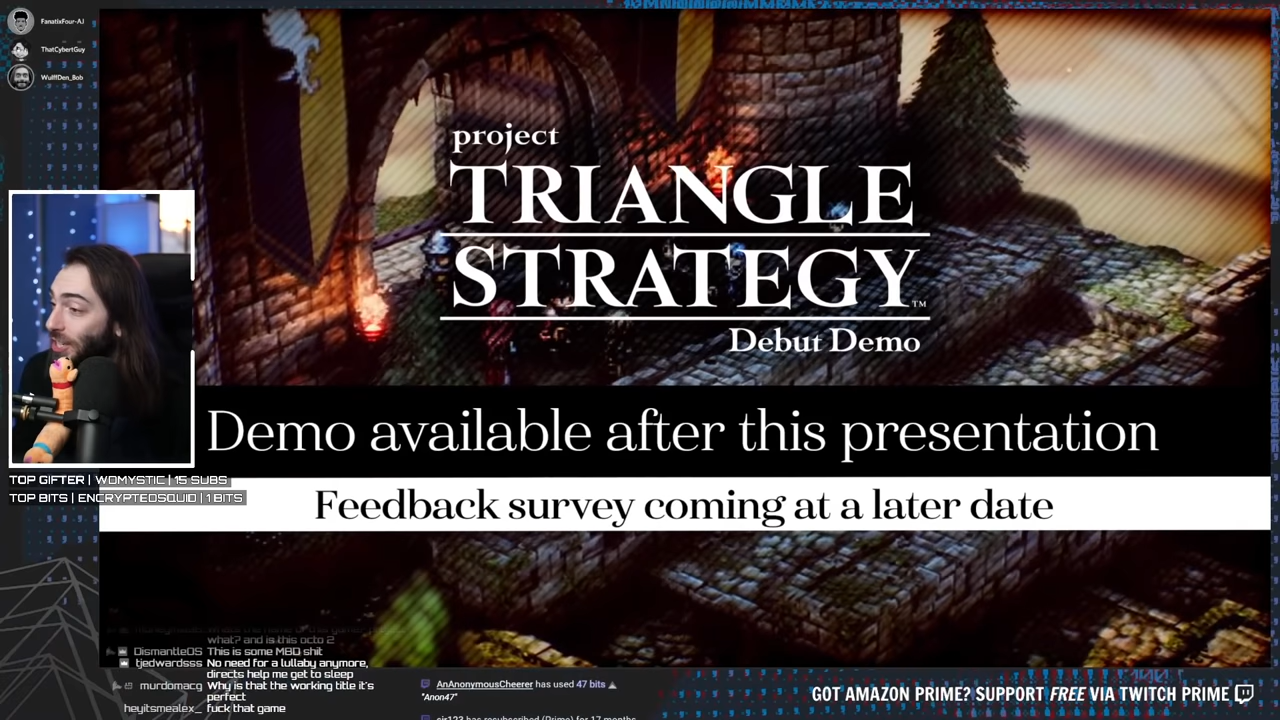 FanatixFour-AJ
ThatCybertGuy
WulffDen_Bob
project
TRIANGLE
STRATEGY™
Debut Demo
Demo available after this presentation
Feedback survey coming at a later date
TOP GIFTER | WDMYSTIC | 15 SUBS
TOP BITS | ENCRYPTEDSQUID | 1 BITS
what? and is this octo 2
DismantleOS This is some MBD shit
tjedwardsss No need for a lullaby anymore,
directs help me get to sleep
murdomacg Why is that the working title it's
perfect
heyitsmealex_ fuck that game
AnAnonymousCheerer has used 47 bits
"Anon47"
GOT AMAZON PRIME? SUPPORT FREE VIA TWITCH PRIME